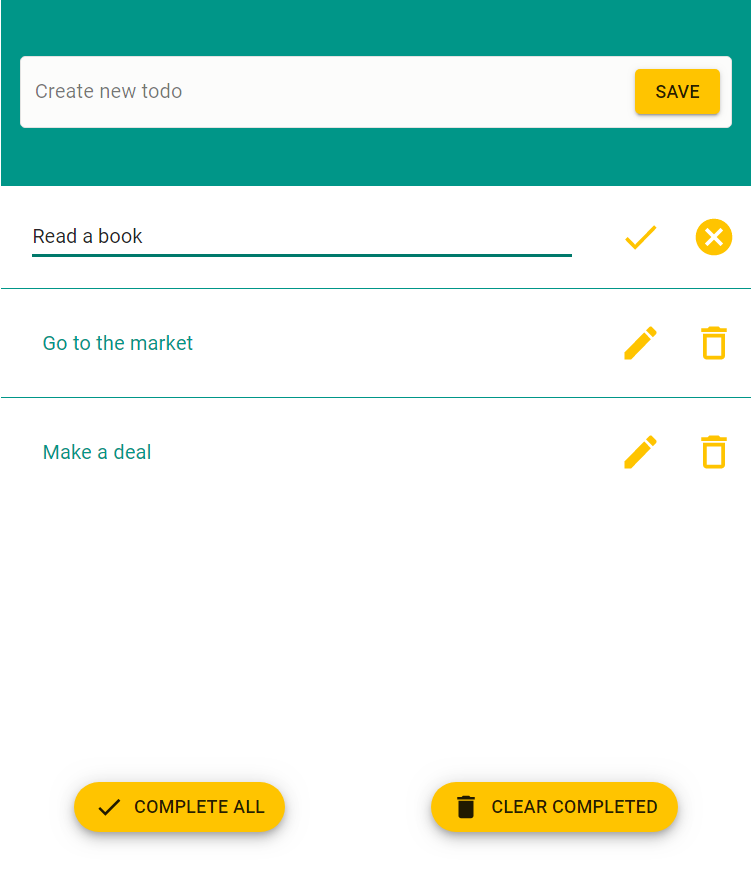 Create new todo
SAVE
Read a book
Go to the market
Make a deal
COMPLETE ALL
CLEAR COMPLETED